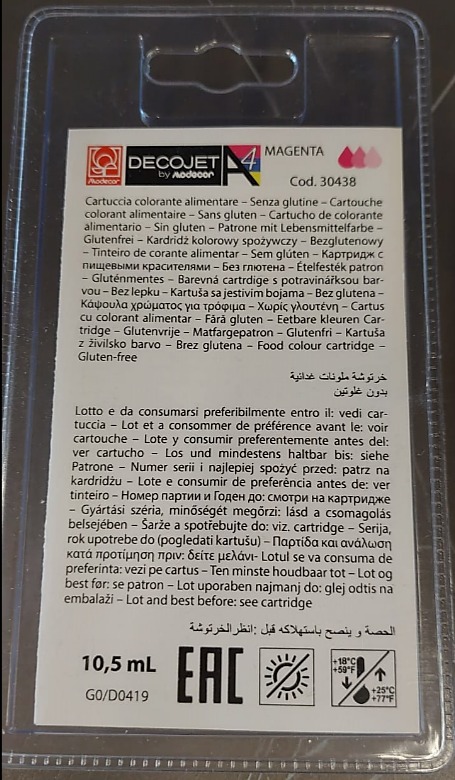 Modecor
DECOJET
by Modecor
A4
MAGENTA
Cod. 30438
Cartuccia colorante alimentare – Senza glutine – Cartouche
colorant alimentaire – Sans gluten – Cartucho de colorante
alimentario – Sin gluten – Patrone mit Lebensmittelfarbe –
Glutenfrei – Kardridż kolorowy spożywczy – Bezglutenowy
– Tinteiro de corante alimentar – Sem glúten – Картридж с
пищевыми красителями – Без глютена – Ételfesték patron
– Gluténmentes – Barevná cartrdige s potravinářksou bar-
vou – Bez lepku – Kartuša sa jestivim bojama – Bez glutena –
Κάψουλα χρώματος για τρόφιμα – Χωρίς γλουτένη – Cartus
cu colorant alimentar – Fără gluten – Eetbare kleuren Car-
tridge – Glutenvrije – Matfargepatron – Glutenfri – Kartuša
z živilsko barvo – Brez glutena – Food colour cartridge –
Gluten-free
خرتوشة ملونات غذائية
بدون غلوتين
Lotto e da consumarsi preferibilmente entro il: vedi car-
tuccia – Lot et a consommer de préférence avant le: voir
cartouche – Lote y consumir preferentemente antes del:
ver cartucho – Los und mindestens haltbar bis: siehe
Patrone – Numer serii i najlepiej spożyć przed: patrz na
kardridżu – Lote e consumir de preferência antes de: ver
tinteiro – Номер партии и Годен до: смотри на картридже
– Gyártási széria, minőségét megőrzi: lásd a csomagolás
belsejében – Šarže a spotřebujte do: viz. cartridge – Serija,
rok upotrebe do (pogledati kartušu) – Παρτίδα και ανάλωση
κατά προτίμηση πριν: δείτε μελάνι- Lotul se va consuma de
preferinta: vezi pe cartus – Ten minste houdbaar tot – Lot og
best før: se patron – Lot uporaben najmanj do: glej odtis na
embalaži – Lot and best before: see cartridge
الحصة و ينصح باستهلاكه قبل :انظر الخرتوشة
10,5 mL
G0/D0419
EAC
+18°C
+59°F
+25°C
+77°F